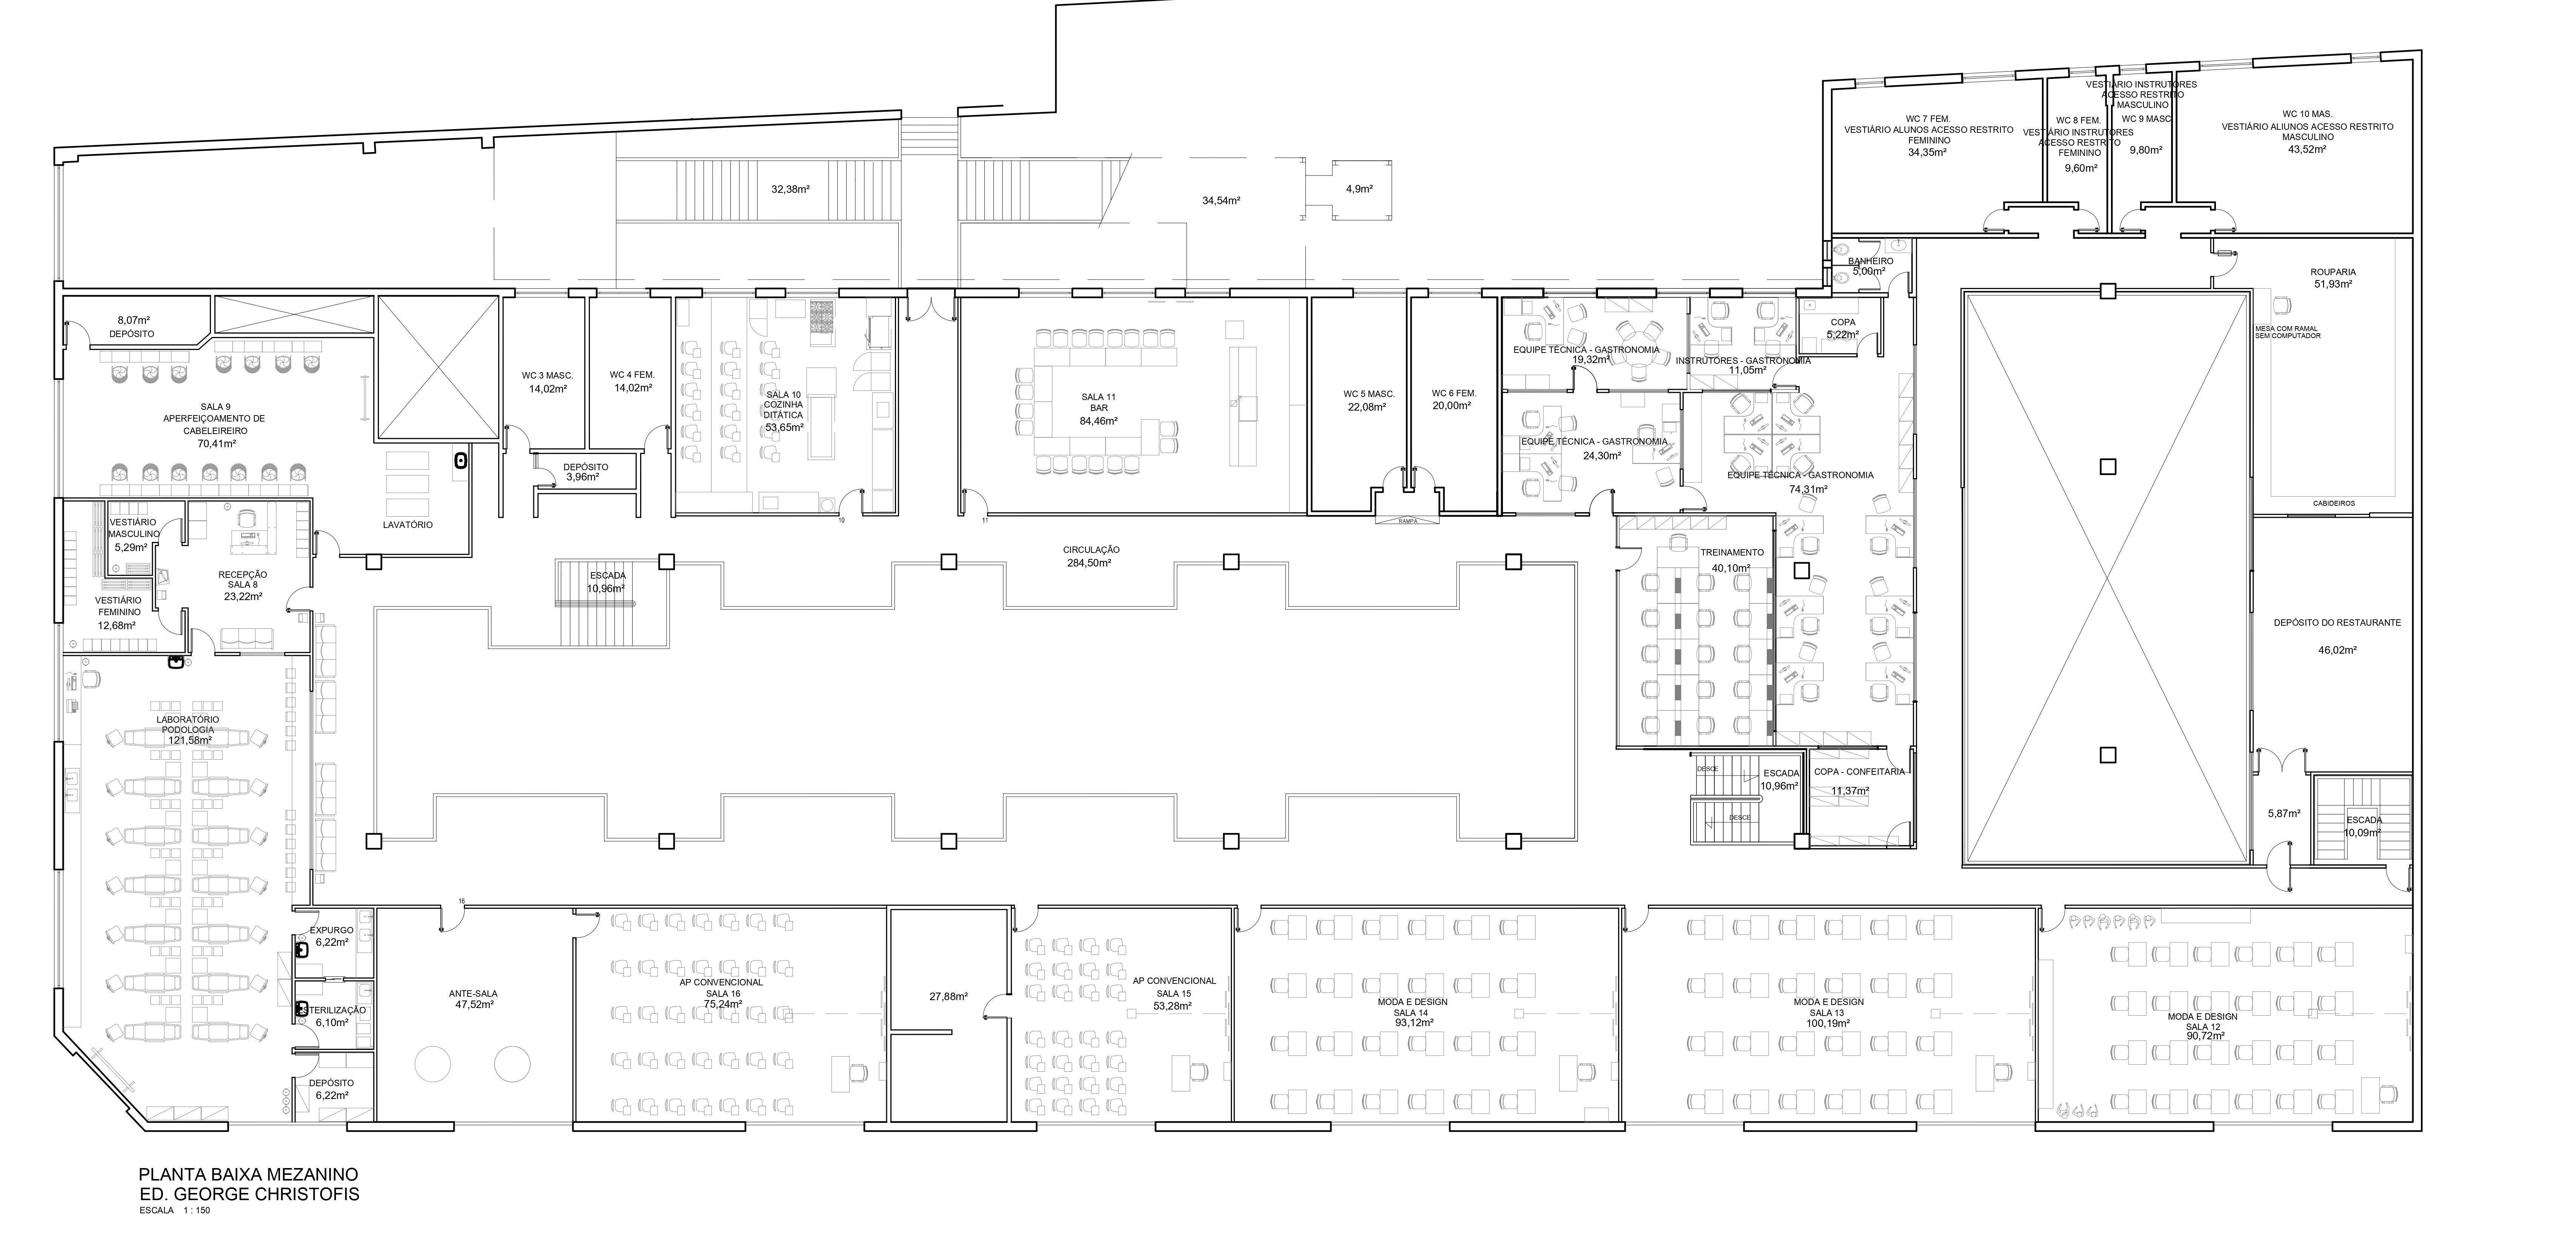 VESTIÁRIO INSTRUTORES
ACESSO RESTRITO
MASCULINO
WC 9 MASC
9,80m²
WC 7 FEM.
VESTIÁRIO ALUNOS ACESSO RESTRITO
FEMININO
34,35m²
WC 8 FEM.
VESTIÁRIO INSTRUTORES
ACESSO RESTRITO
FEMININO
9,60m²
WC 10 MAS.
VESTIÁRIO ALIUNOS ACESSO RESTRITO
MASCULINO
43,52m²
32,38m²
34,54m²
4,9m²
BANHEIRO
5,00m²
ROUPARIA
51,93m²
MESA COM RAMAL
SEM COMPUTADOR
CABIDEIROS
8,07m²
DEPÓSITO
COPA
5,22m²
EQUIPE TÉCNICA - GASTRONOMIA
19,32m²
INSTRUTORES - GASTRONOMIA
11,05m²
WC 3 MASC.
14,02m²
WC 4 FEM.
14,02m²
SALA 10
COZINHA
DITÁTICA
53,65m²
SALA 11
BAR
84,46m²
WC 5 MASC.
22,08m²
WC 6 FEM.
20,00m²
SALA 9
APERFEIÇOAMENTO DE
CABELEIREIRO
70,41m²
EQUIPE TÉCNICA - GASTRONOMIA
24,30m²
EQUIPE TÉCNICA - GASTRONOMIA
74,31m²
DEPÓSITO
3,96m²
LAVATÓRIO
10
11
RAMPA
VESTIÁRIO
MASCULINO
5,29m²
RECEPÇÃO
SALA 8
23,22m²
VESTIÁRIO
FEMININO
12,68m²
ESCADA
10,96m²
CIRCULAÇÃO
284,50m²
TREINAMENTO
40,10m²
DEPÓSITO DO RESTAURANTE
46,02m²
LABORATÓRIO
PODOLOGIA
121,58m²
DESCE
DESCE
ESCADA
10,96m²
COPA - CONFEITARIA
11,37m²
5,87m²
ESCADA
10,09m²
16
EXPURGO
6,22m²
ESTERILIZAÇÃO
6,10m²
DEPÓSITO
6,22m²
ANTE-SALA
47,52m²
AP CONVENCIONAL
SALA 16
75,24m²
27,88m²
AP CONVENCIONAL
SALA 15
53,28m²
MODA E DESIGN
SALA 14
93,12m²
MODA E DESIGN
SALA 13
100,19m²
MODA E DESIGN
SALA 12
90,72m²
PLANTA BAIXA MEZANINO
ED. GEORGE CHRISTOFIS
ESCALA 1 : 150